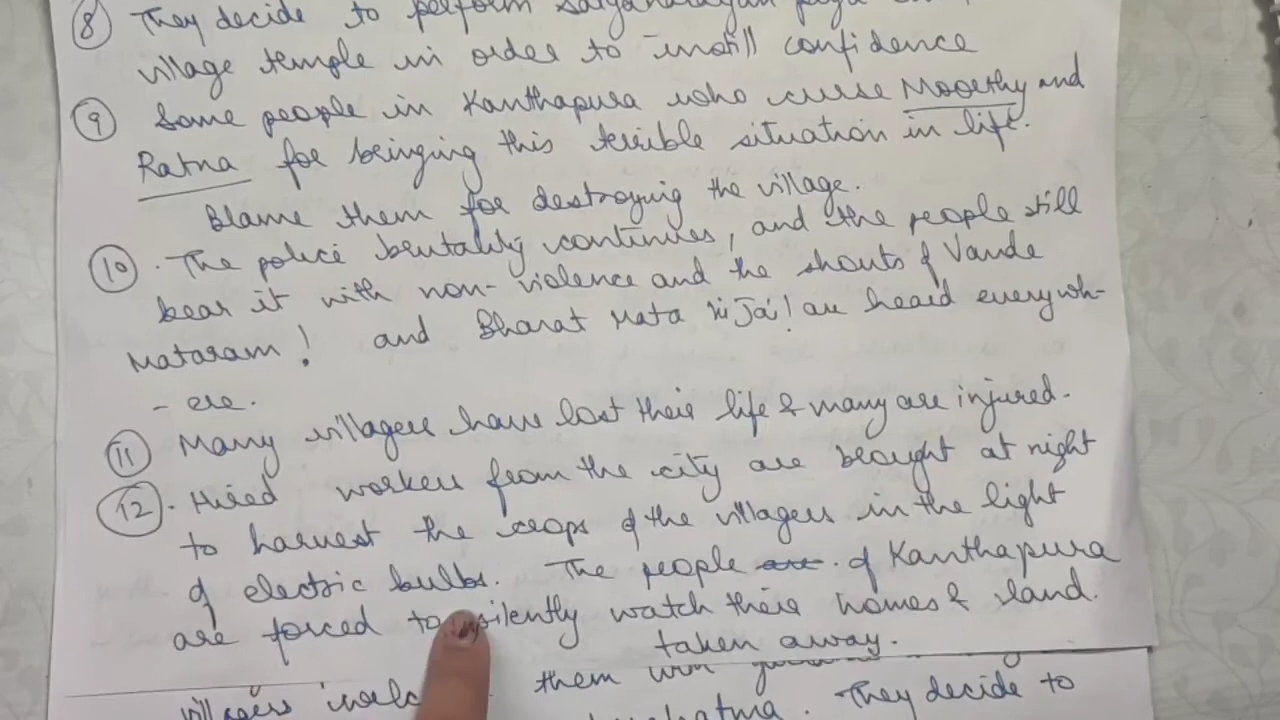 ⑧ They decide to perform Satyanarayan puja
village temple in order to instill confidence
⑨ Some people in Kanthapura who curse Moorthy and
Ratna for bringing this terrible situation in life.
Blame them for destroying the village.
⑩. The police brutality continues, and the people still
bear it with non-violence and the shouts of Vande
Mataram! and Bharat Mata ki Jai! are heard everywh-
- ere.
⑪ Many villagers have lost their life & many are injured.
⑫. Hired workers from the city are brought at night
to harvest the crops of the villagers in the light
of electric bulbs. The people are. of Kanthapura
are forced to silently watch their homes & land.
taken away.
villagers them with
They decide to